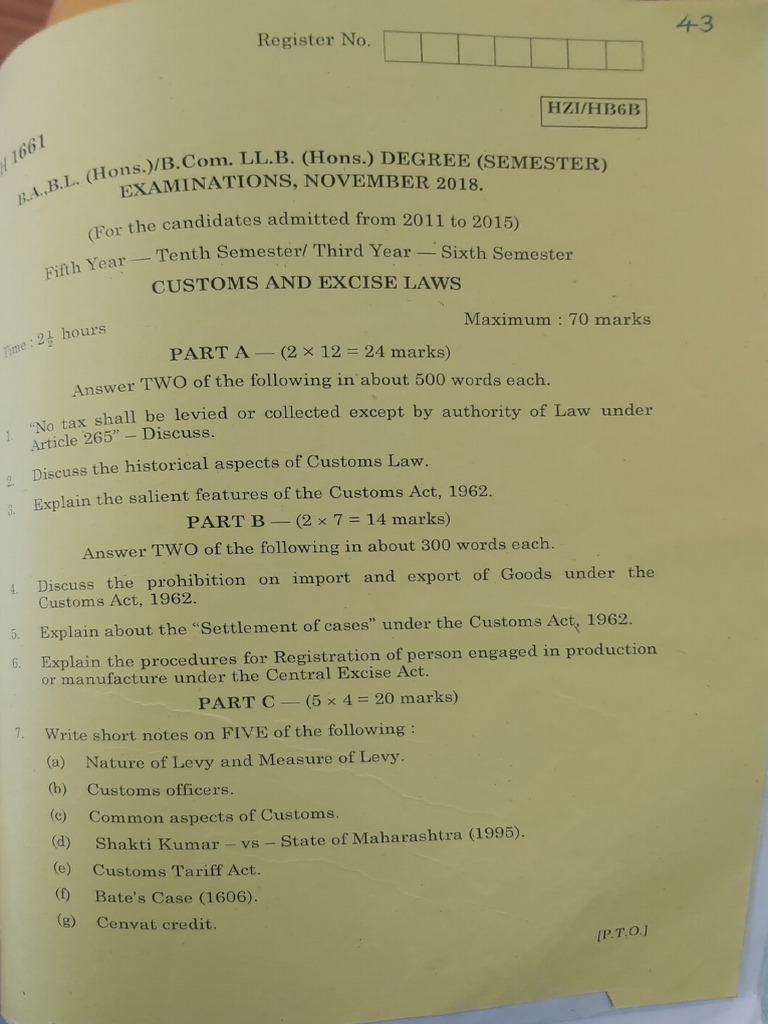 43
Register No.
HZI/HB6B
H 1661
B.A.,B.L. (Hons.)/B.Com. LL.B. (Hons.) DEGREE (SEMESTER)
EXAMINATIONS, NOVEMBER 2018.
(For the candidates admitted from 2011 to 2015)
Fifth Year — Tenth Semester/ Third Year — Sixth Semester
CUSTOMS AND EXCISE LAWS
Time : 2½ hours
Maximum : 70 marks
PART A — (2 × 12 = 24 marks)
Answer TWO of the following in about 500 words each.
1. “No tax shall be levied or collected except by authority of Law under
Article 265” – Discuss.
2. Discuss the historical aspects of Customs Law.
3. Explain the salient features of the Customs Act, 1962.
PART B — (2 × 7 = 14 marks)
Answer TWO of the following in about 300 words each.
4. Discuss the prohibition on import and export of Goods under the
Customs Act, 1962.
5. Explain about the “Settlement of cases” under the Customs Act, 1962.
6. Explain the procedures for Registration of person engaged in production
or manufacture under the Central Excise Act.
PART C — (5 × 4 = 20 marks)
7. Write short notes on FIVE of the following :
(a) Nature of Levy and Measure of Levy.
(b) Customs officers.
(c) Common aspects of Customs.
(d) Shakti Kumar – vs – State of Maharashtra (1995).
(e) Customs Tariff Act.
(f) Bate's Case (1606).
(g) Cenvat credit.
[P.T.O.]